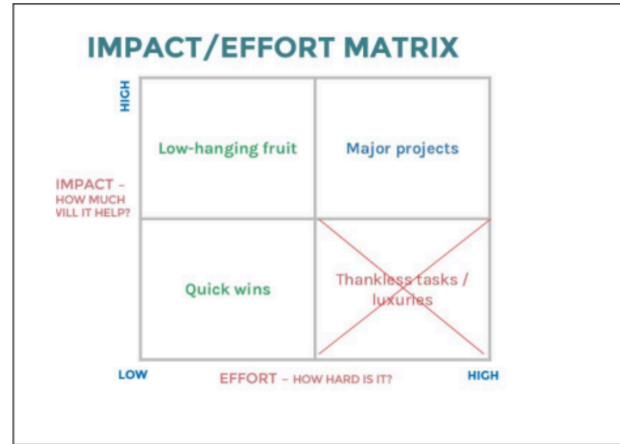 IMPACT/EFFORT MATRIX
HIGH
Low-hanging fruit
Major projects
IMPACT –
HOW MUCH
WILL IT HELP?
Quick wins
Thankless tasks /
luxuries
LOW
EFFORT – HOW HARD IS IT?
HIGH